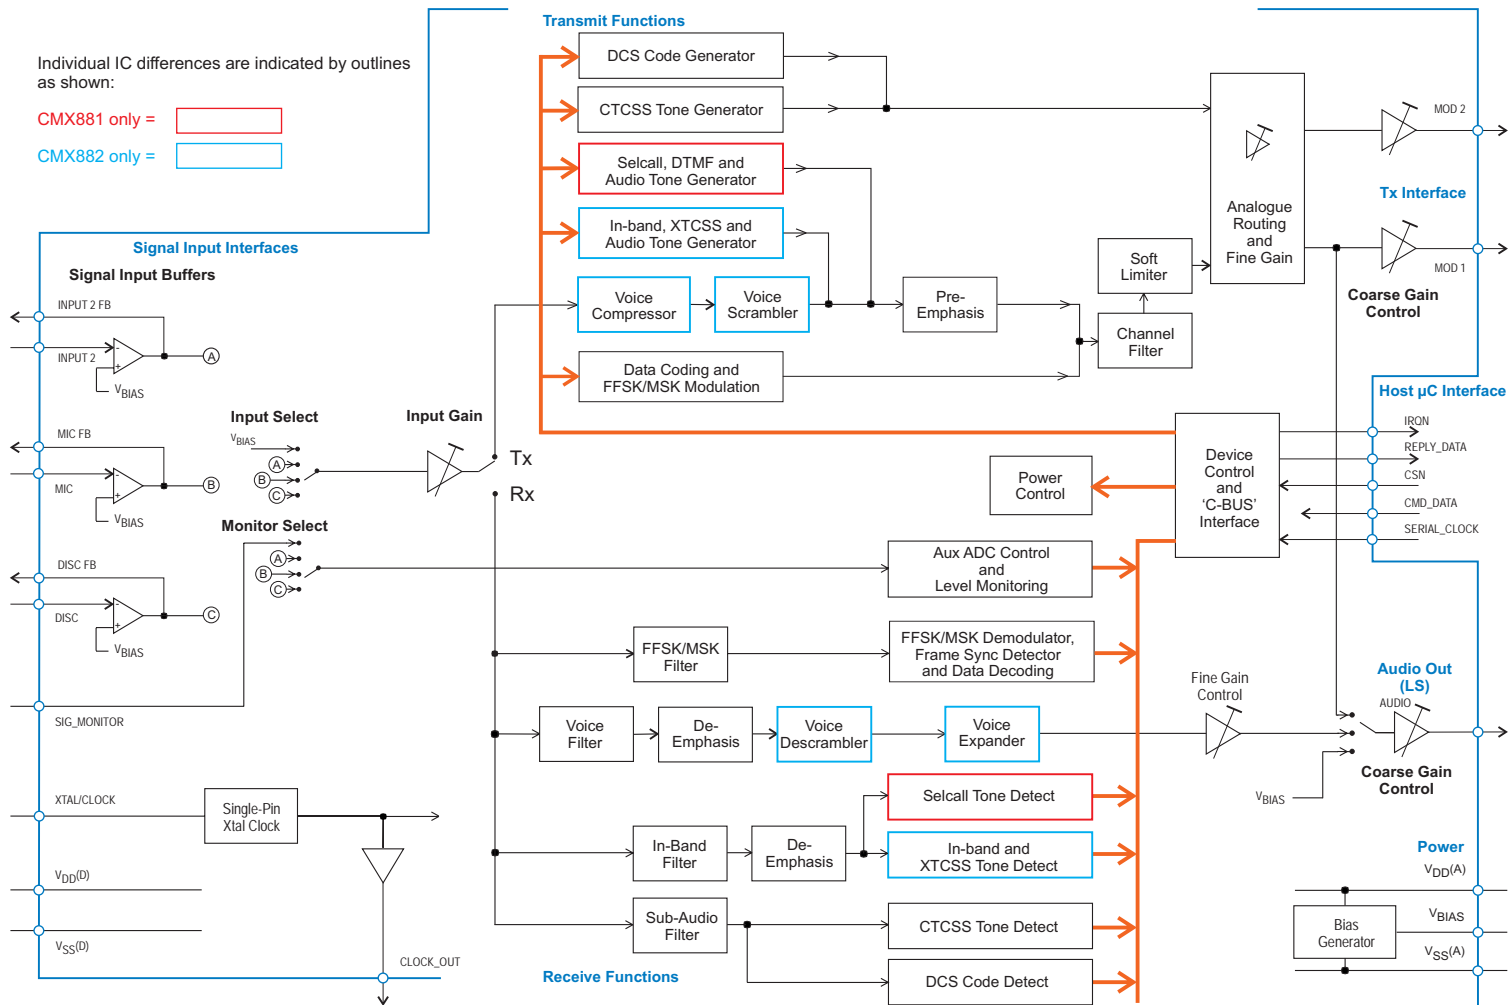 Transmit Functions
Individual IC differences are indicated by outlines
as shown:
CMX881 only =
CMX882 only =
DCS Code Generator
CTCSS Tone Generator
Selcall, DTMF and
Audio Tone Generator
In-band, XTCSS and
Audio Tone Generator
Voice
Compressor
Voice
Scrambler
Pre-
Emphasis
Data Coding and
FFSK/MSK Modulation
Soft
Limiter
Channel
Filter
Analogue
Routing
and
Fine Gain
MOD 2
Tx Interface
MOD 1
Coarse Gain
Control
Signal Input Interfaces
Signal Input Buffers
INPUT 2 FB
INPUT 2
-
+
VBIAS
A
MIC FB
MIC
-
+
VBIAS
B
DISC FB
DISC
-
+
VBIAS
C
Input Select
VBIAS
A
B
C
Input Gain
Tx
Rx
Monitor Select
A
B
C
SIG_MONITOR
Host µC Interface
IRQN
REPLY_DATA
CSN
CMD_DATA
SERIAL_CLOCK
Device
Control
and
‘C-BUS’
Interface
Power
Control
Aux ADC Control
and
Level Monitoring
FFSK/MSK
Filter
FFSK/MSK Demodulator,
Frame Sync Detector
and Data Decoding
Voice
Filter
De-
Emphasis
Voice
Descrambler
Voice
Expander
Fine Gain
Control
Audio Out
(LS)
AUDIO
Coarse Gain
Control
VBIAS
Selcall Tone Detect
In-Band
Filter
De-
Emphasis
In-band and
XTCSS Tone Detect
Sub-Audio
Filter
CTCSS Tone Detect
DCS Code Detect
Receive Functions
XTAL/CLOCK
Single-Pin
Xtal Clock
VDD(D)
VSS(D)
CLOCK_OUT
Power
VDD(A)
Bias
Generator
VBIAS
VSS(A)